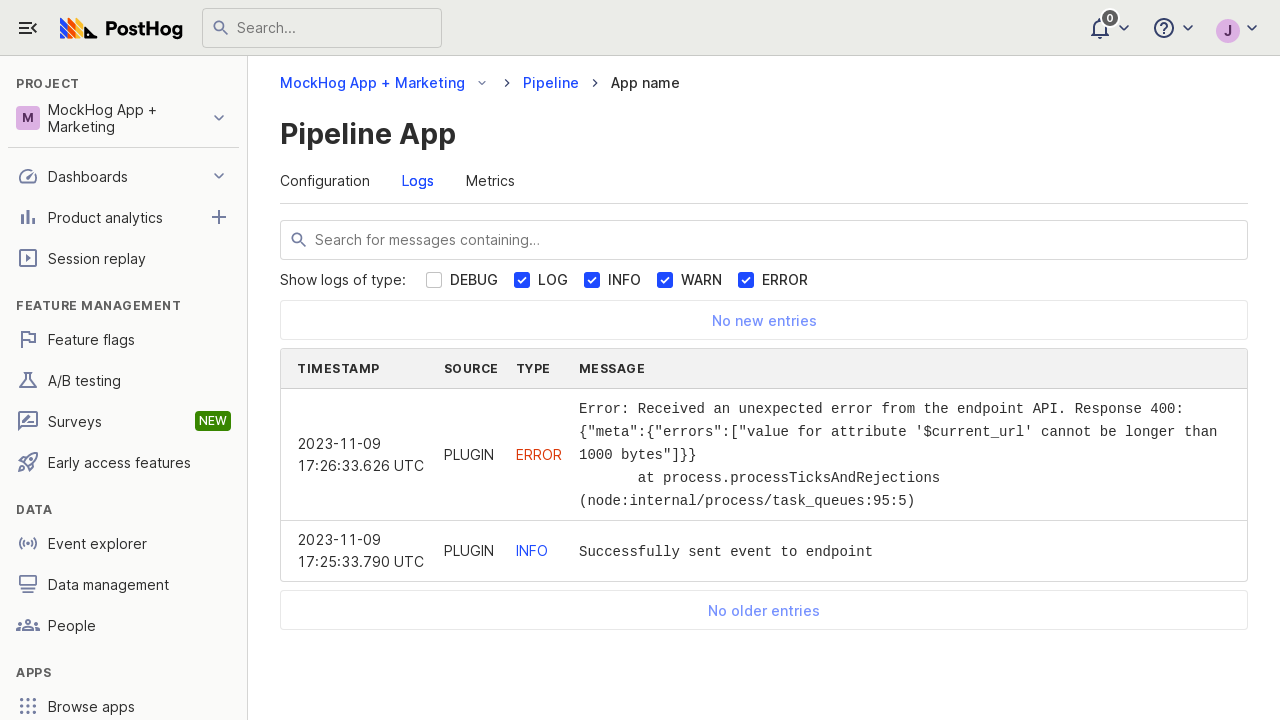 PostHog
Search...
0
J
PROJECT
M
MockHog App +
Marketing
Dashboards
Product analytics
Session replay
FEATURE MANAGEMENT
Feature flags
A/B testing
Surveys NEW
Early access features
DATA
Event explorer
Data management
People
APPS
Browse apps
MockHog App + Marketing Pipeline App name
Pipeline App
Configuration Logs Metrics
Search for messages containing…
Show logs of type: DEBUG LOG INFO WARN ERROR
No new entries
TIMESTAMP SOURCE TYPE MESSAGE
2023-11-09
17:26:33.626 UTC
PLUGIN
ERROR
Error: Received an unexpected error from the endpoint API. Response 400:
{"meta":{"errors":["value for attribute '$current_url' cannot be longer than
1000 bytes"]}}
at process.processTicksAndRejections
(node:internal/process/task_queues:95:5)
2023-11-09
17:25:33.790 UTC
PLUGIN
INFO
Successfully sent event to endpoint
No older entries